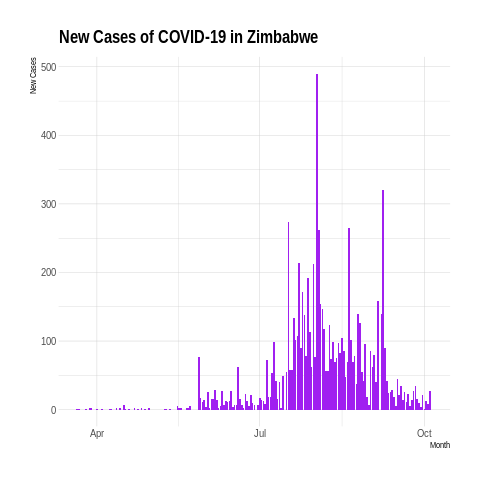 New Cases of COVID-19 in Zimbabwe
New Cases
500
400
300
200
100
0
Apr
Jul
Oct
Month